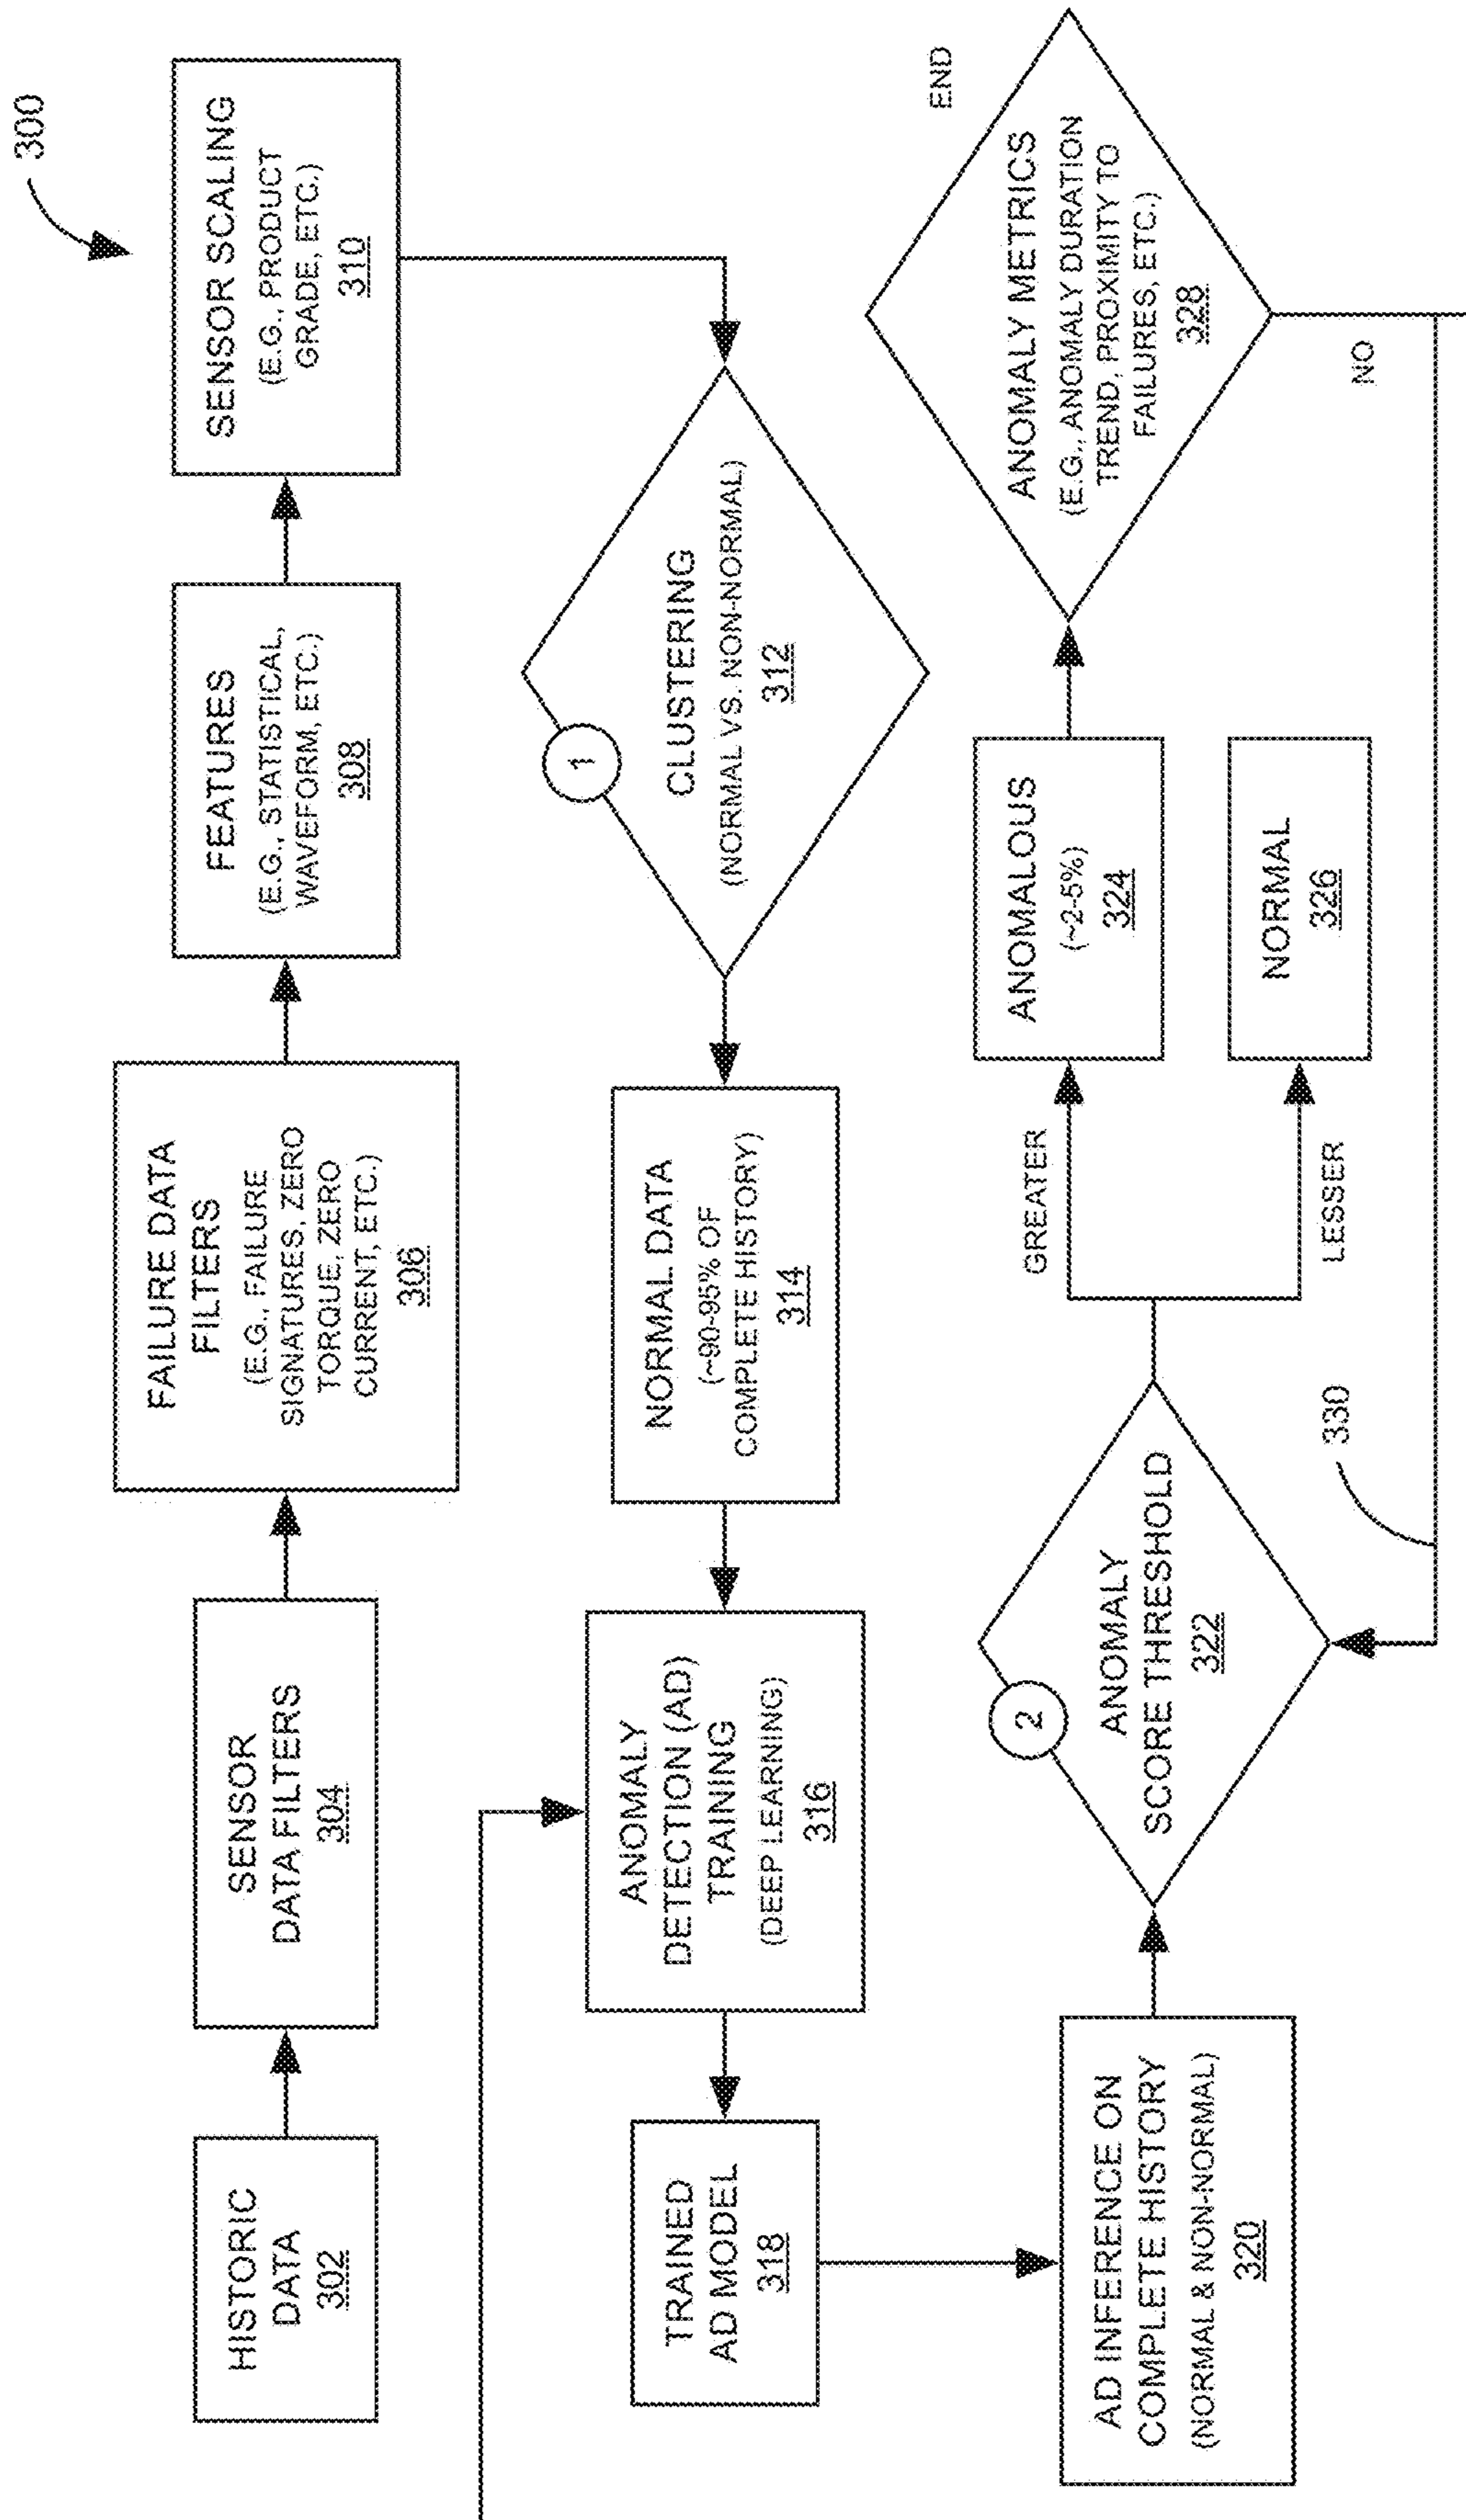 300
HISTORIC
DATA
302
SENSOR
DATA FILTERS
304
FAILURE DATA
FILTERS
(E.G., FAILURE
SIGNATURES, ZERO
TORQUE, ZERO
CURRENT, ETC.)
306
FEATURES
(E.G., STATISTICAL,
WAVEFORM, ETC.)
308
SENSOR SCALING
(E.G., PRODUCT
GRADE, ETC.)
310
1
CLUSTERING
(NORMAL VS. NON-NORMAL)
312
NORMAL DATA
(~90-95% OF
COMPLETE HISTORY)
314
ANOMALY
DETECTION (AD)
TRAINING
(DEEP LEARNING)
316
TRAINED
AD MODEL
318
AD INFERENCE ON
COMPLETE HISTORY
(NORMAL & NON-NORMAL)
320
2
ANOMALY
SCORE THRESHOLD
322
GREATER
LESSER
ANOMALOUS
(~2-5%)
324
NORMAL
326
ANOMALY METRICS
(E.G., ANOMALY DURATION
TREND, PROXIMITY TO
FAILURES, ETC.)
328
END
NO
330